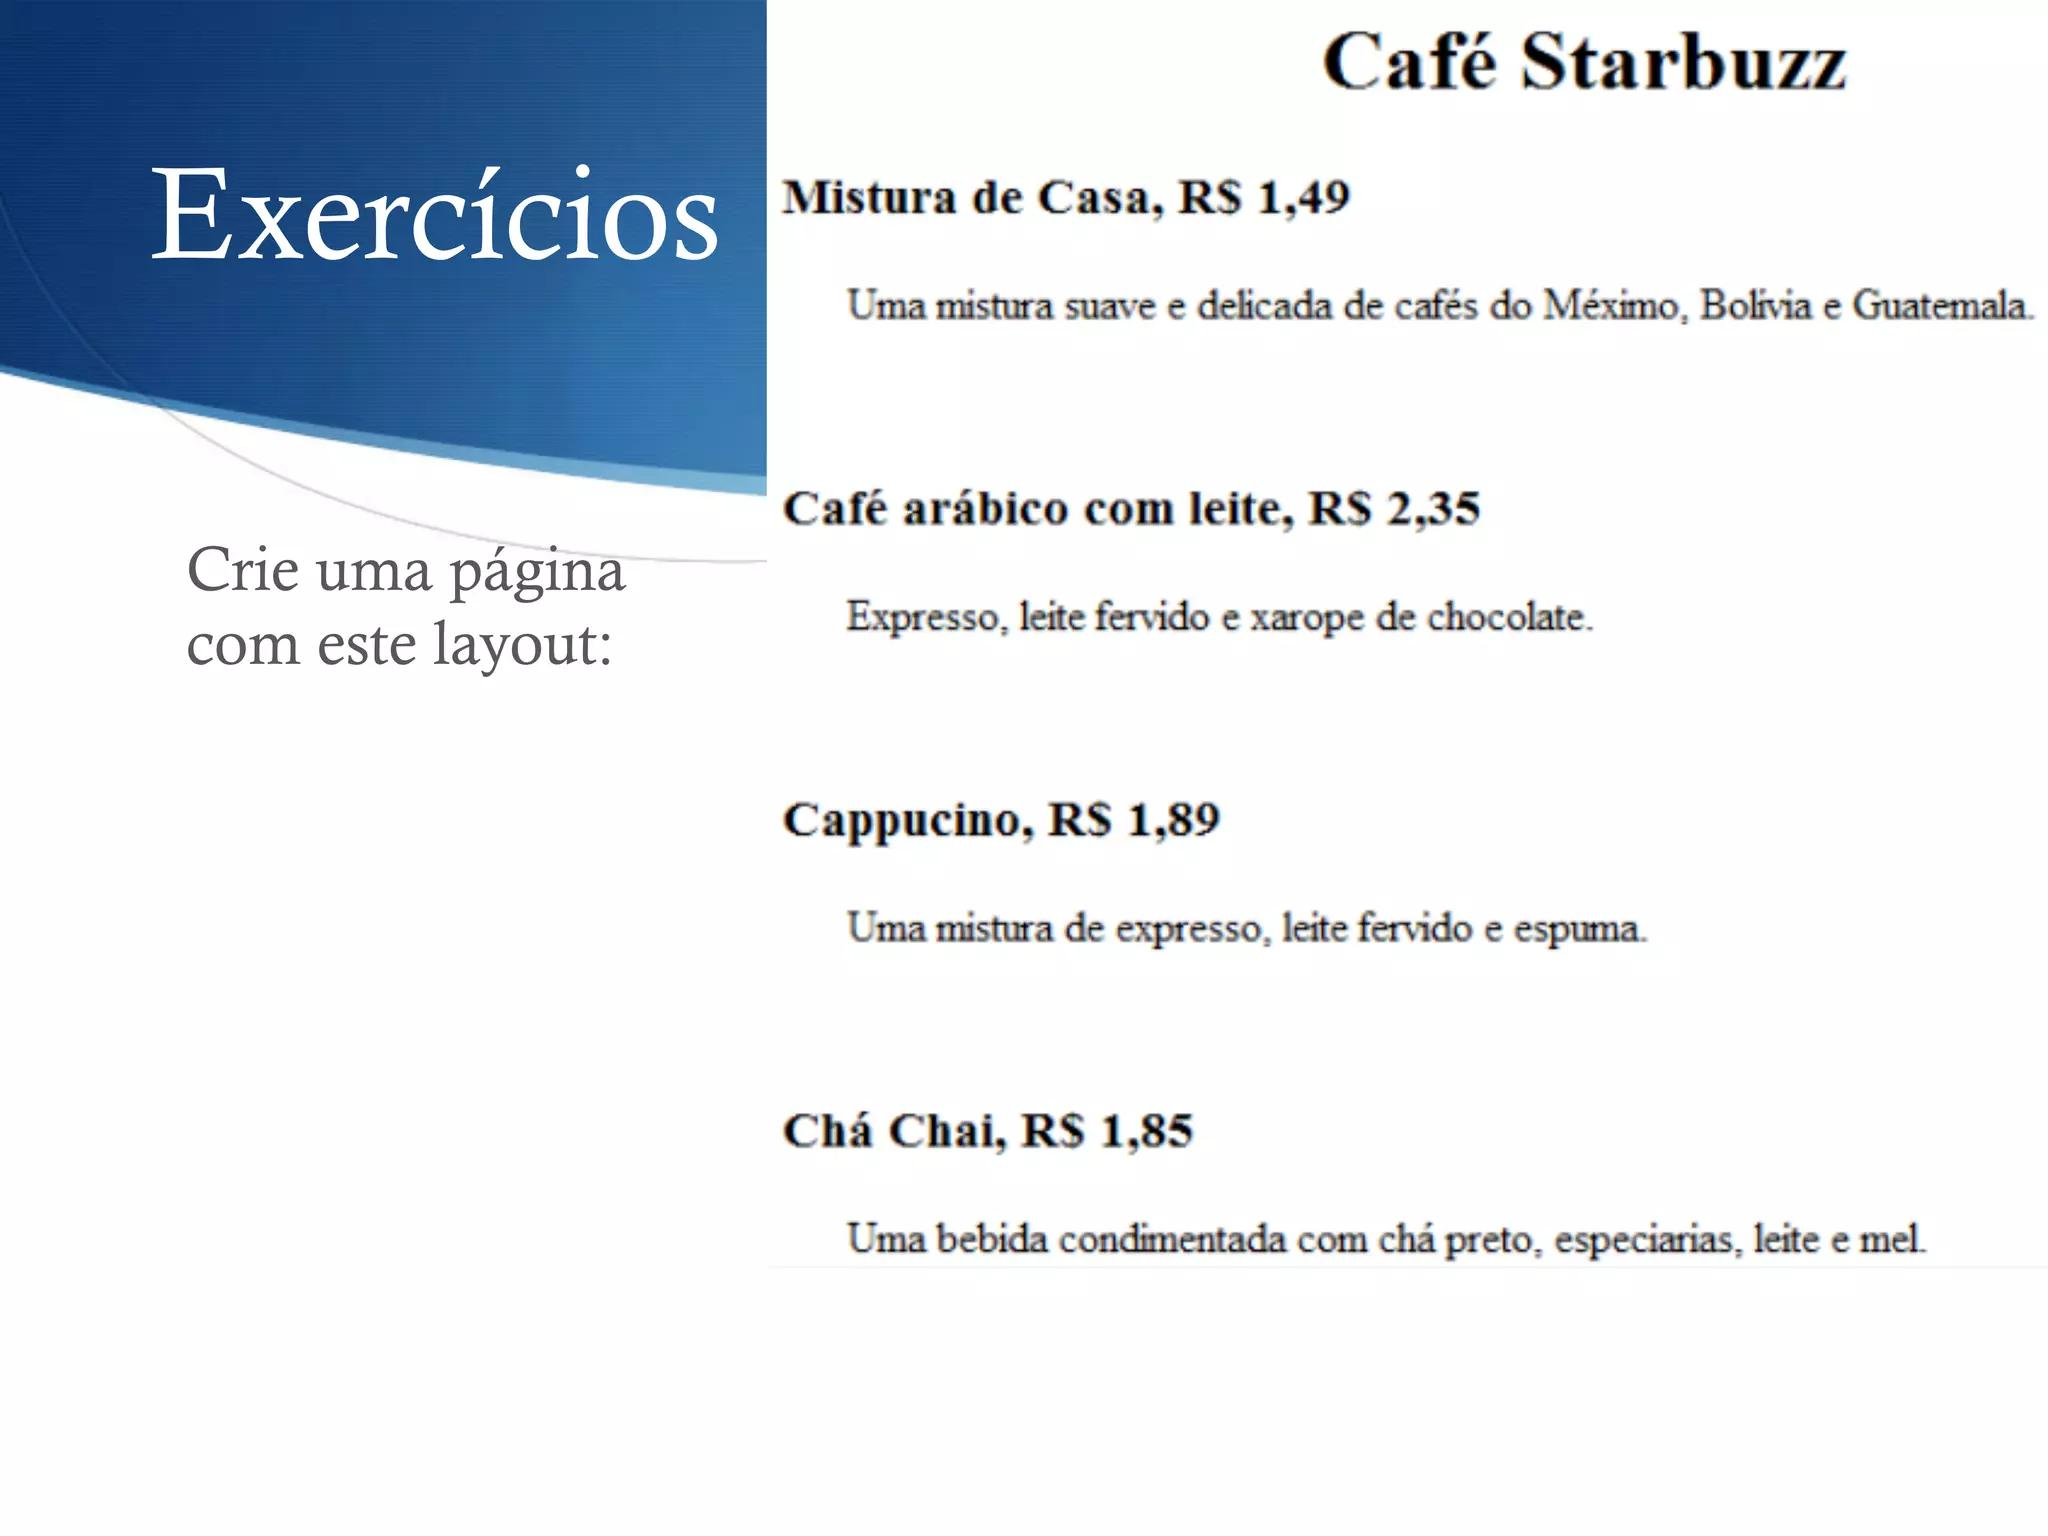 Exercícios
Crie uma página
com este layout:
Café Starbuzz
Mistura de Casa, R$ 1,49
Uma mistura suave e delicada de cafés do Méximo, Bolívia e Guatemala.
Café arábico com leite, R$ 2,35
Expresso, leite fervido e xarope de chocolate.
Cappucino, R$ 1,89
Uma mistura de expresso, leite fervido e espuma.
Chá Chai, R$ 1,85
Uma bebida condimentada com chá preto, especiarias, leite e mel.